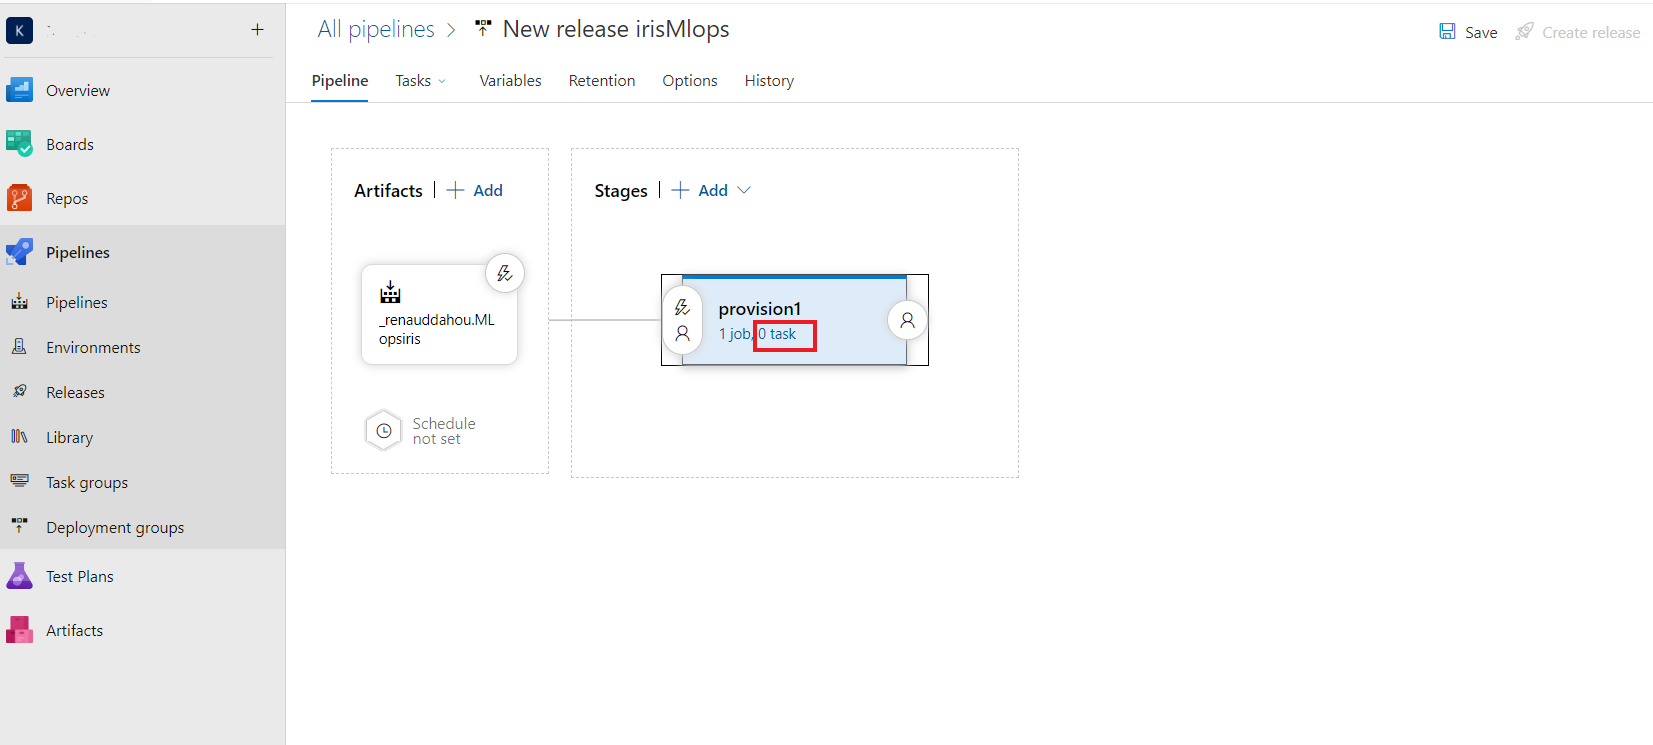 K
All pipelines > New release irisMlops
Save
Create release
Pipeline
Tasks
Variables
Retention
Options
History
Overview
Boards
Repos
Pipelines
Pipelines
Environments
Releases
Library
Task groups
Deployment groups
Test Plans
Artifacts
Artifacts | + Add
_renauddahou.ML
opsiris
Schedule
not set
Stages | + Add
provision1
1 job, 0 task